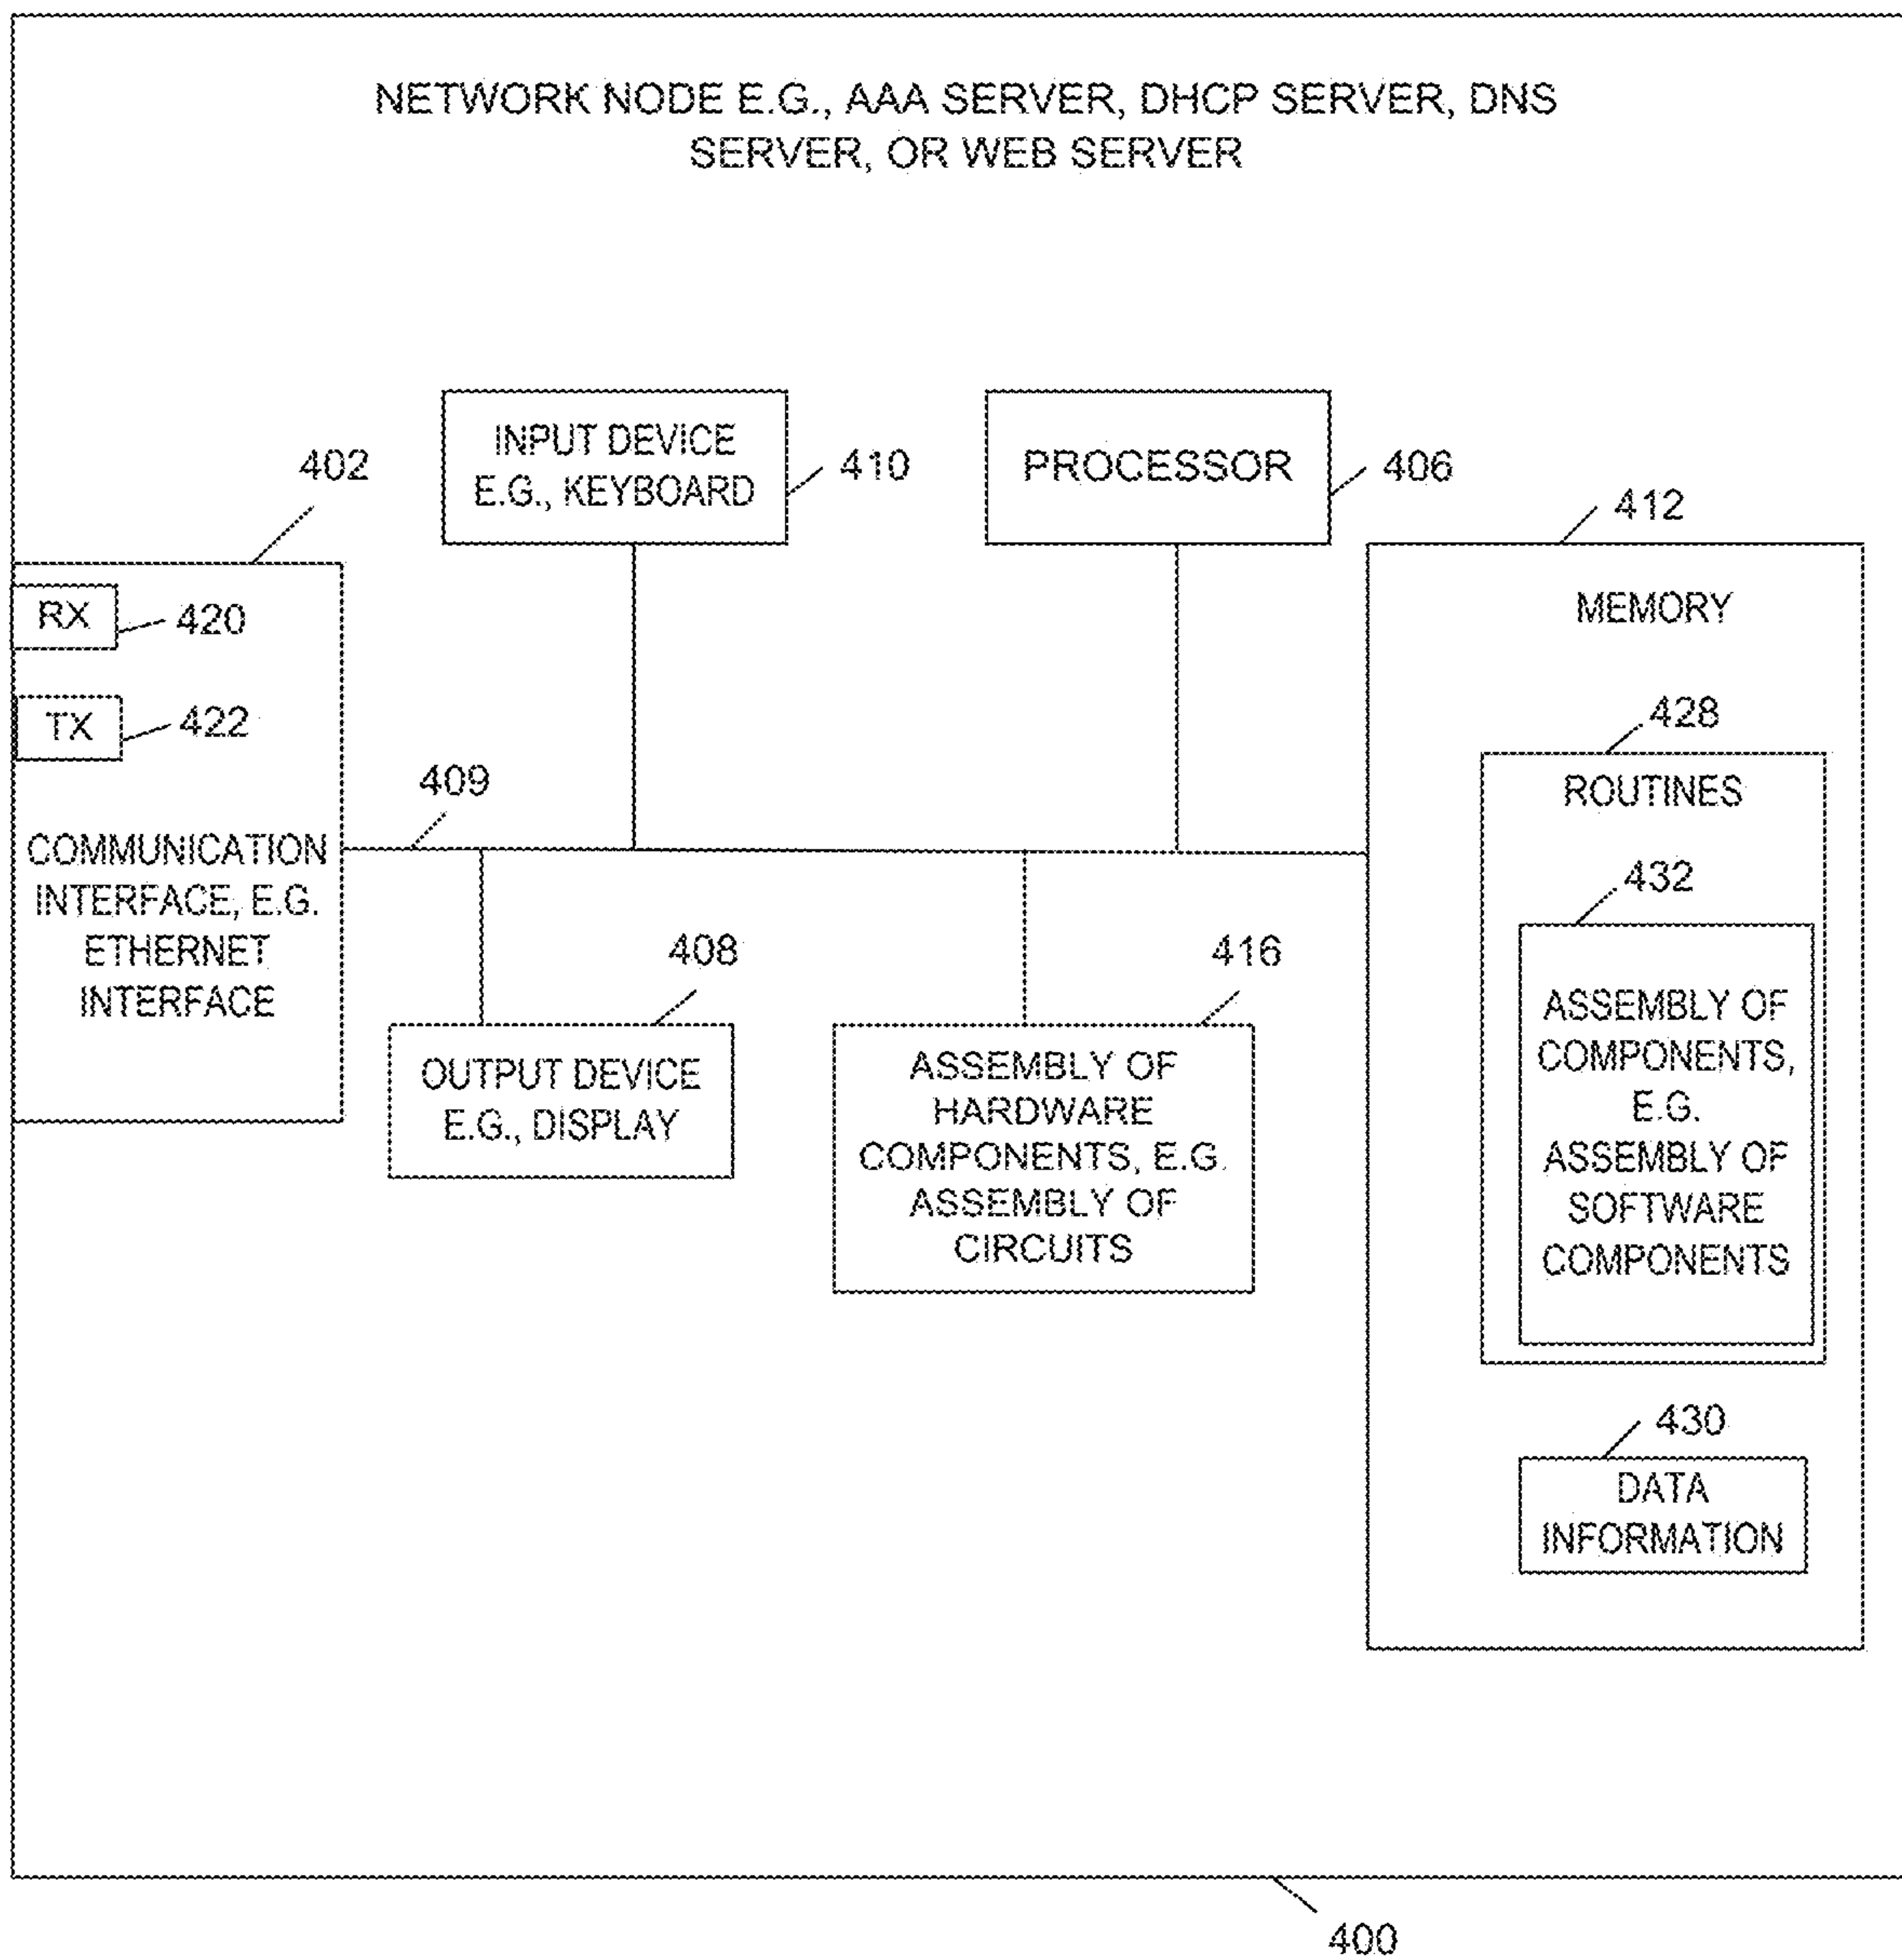 NETWORK NODE E.G., AAA SERVER, DHCP SERVER, DNS
SERVER, OR WEB SERVER
402
INPUT DEVICE
E.G., KEYBOARD
410
PROCESSOR
406
412
RX
420
TX
422
COMMUNICATION
INTERFACE, E.G.
ETHERNET
INTERFACE
409
408
OUTPUT DEVICE
E.G., DISPLAY
416
ASSEMBLY OF
HARDWARE
COMPONENTS, E.G.
ASSEMBLY OF
CIRCUITS
MEMORY
428
ROUTINES
432
ASSEMBLY OF
COMPONENTS,
E.G.
ASSEMBLY OF
SOFTWARE
COMPONENTS
430
DATA
INFORMATION
400